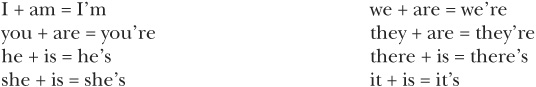 I + am = I’m
you + are = you’re
he + is = he’s
she + is = she’s
we + are = we’re
they + are = they’re
there + is = there’s
it + is = it’s